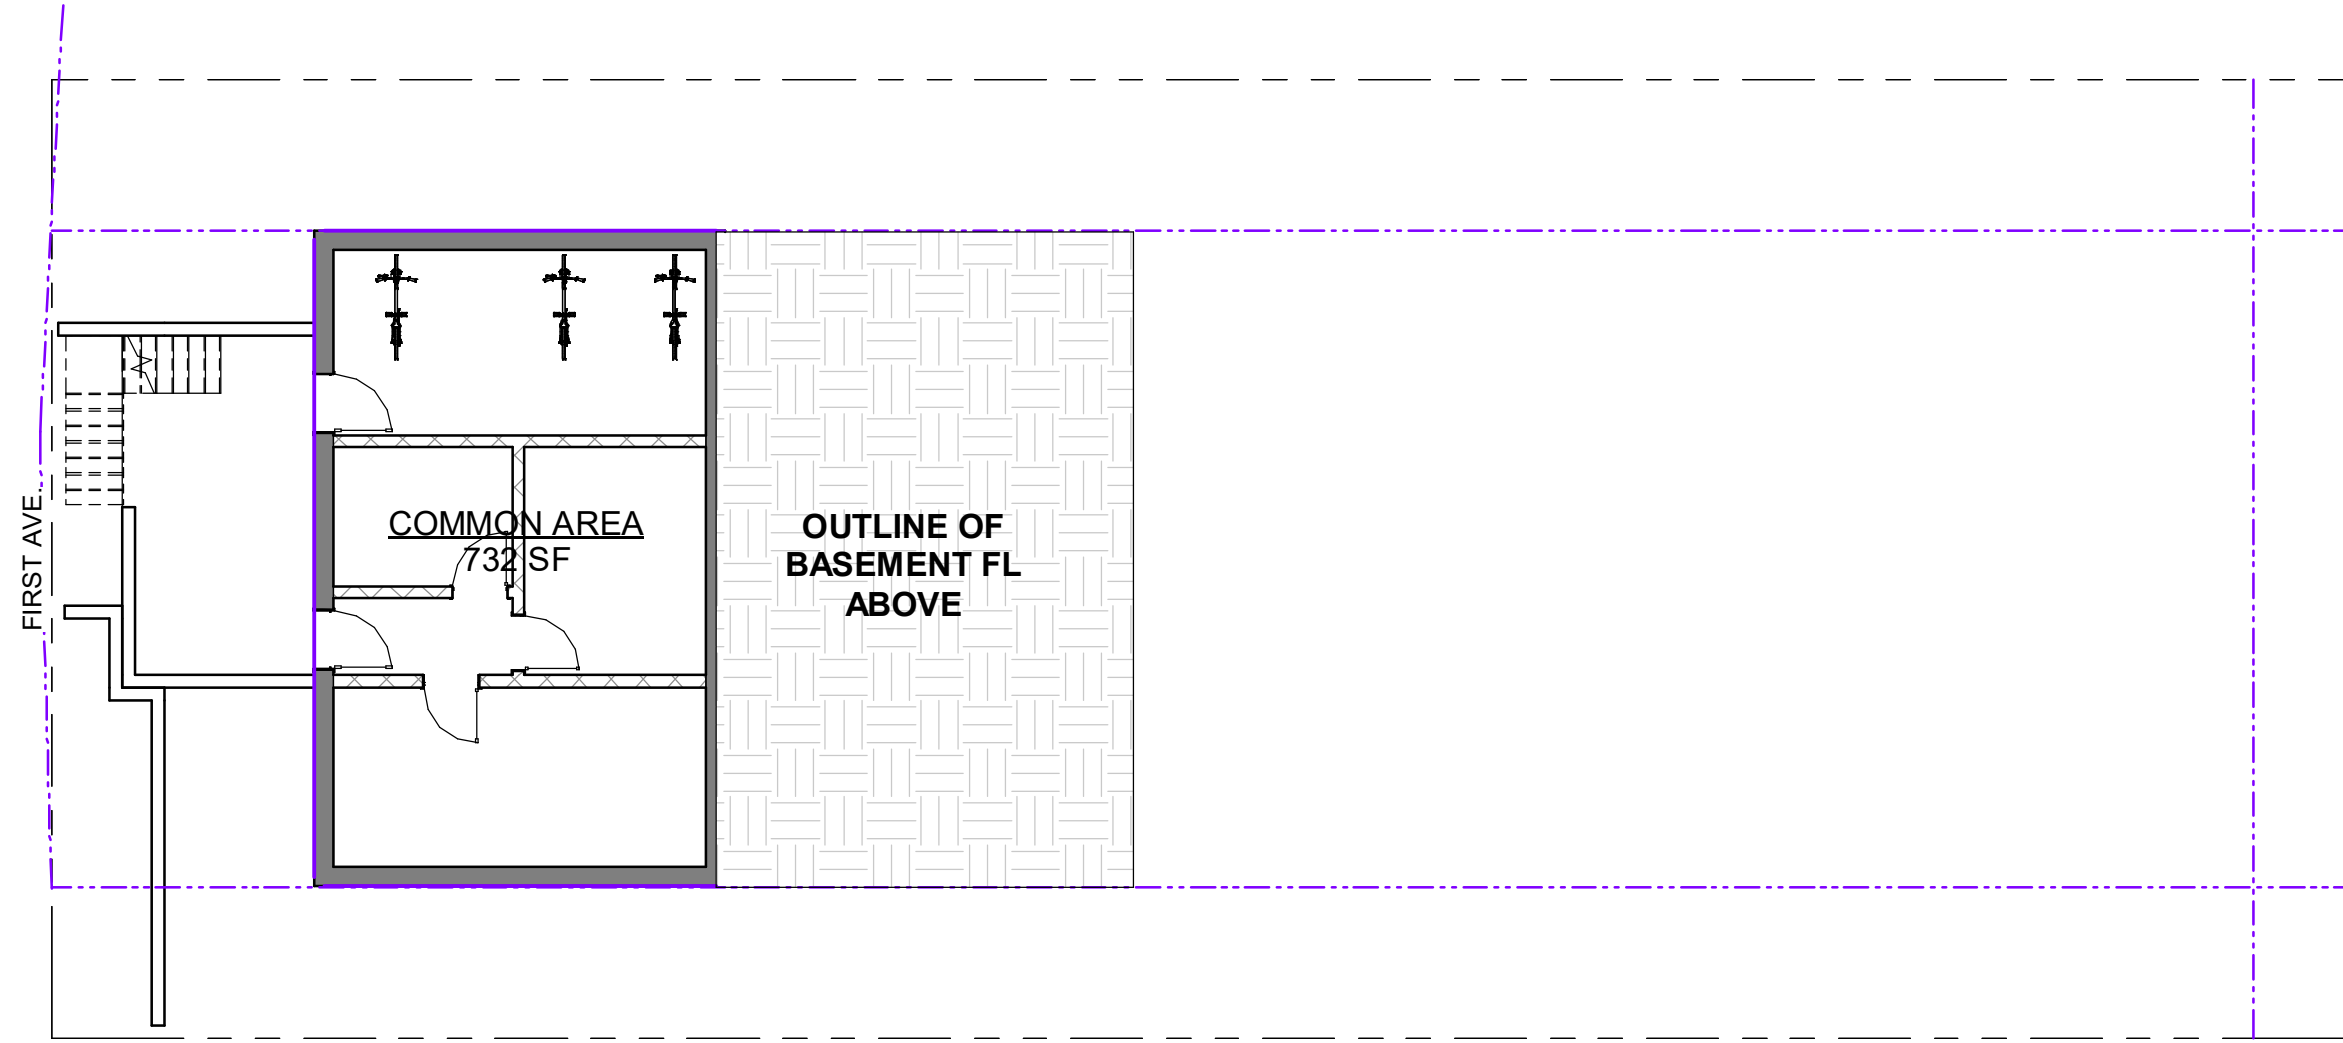 FIRST AVE.
COMMON AREA
732 SF
OUTLINE OF
BASEMENT FL
ABOVE